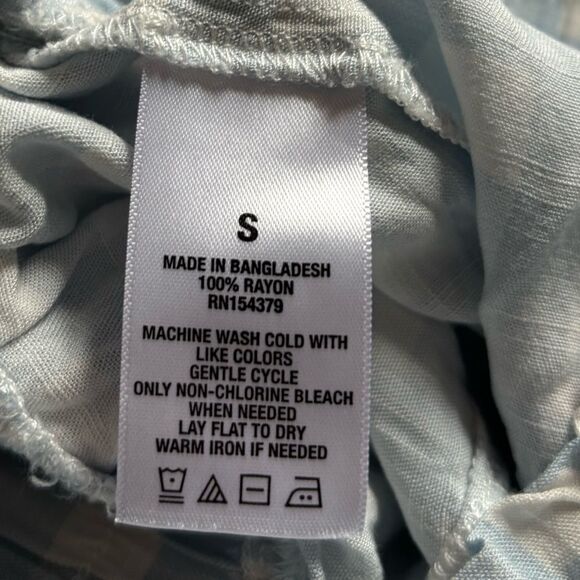 S
MADE IN BANGLADESH
100% RAYON
RN154379
MACHINE WASH COLD WITH
LIKE COLORS
GENTLE CYCLE
ONLY NON-CHLORINE BLEACH
WHEN NEEDED
LAY FLAT TO DRY
WARM IRON IF NEEDED